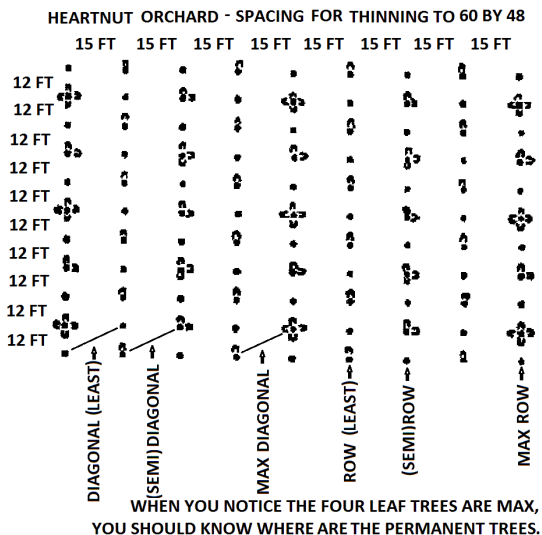 HEARTNUT ORCHARD - SPACING FOR THINNING TO 60 BY 48
15 FT 15 FT 15 FT 15 FT 15 FT 15 FT 15 FT 15 FT
12 FT
12 FT
12 FT
12 FT
12 FT
12 FT
12 FT
12 FT
12 FT
12 FT
DIAGONAL (LEAST)
(SEMI) DIAGONAL
MAX DIAGONAL
ROW (LEAST)
(SEMI) ROW
MAX ROW
WHEN YOU NOTICE THE FOUR LEAF TREES ARE MAX,
YOU SHOULD KNOW WHERE ARE THE PERMANENT TREES.